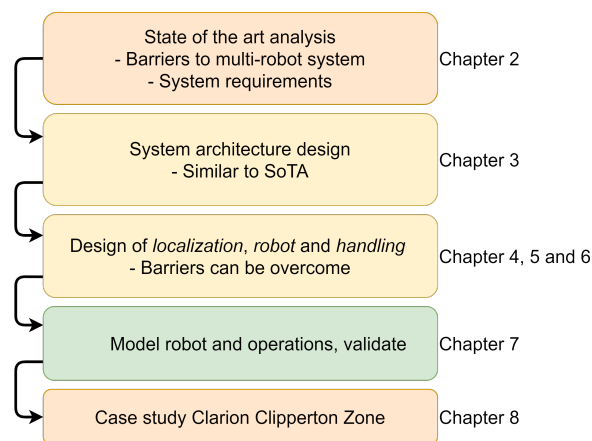 State of the art analysis
- Barriers to multi-robot system
- System requirements
Chapter 2
System architecture design
- Similar to SoTA
Chapter 3
Design of localization, robot and handling
- Barriers can be overcome
Chapter 4, 5 and 6
Model robot and operations, validate
Chapter 7
Case study Clarion Clipperton Zone
Chapter 8